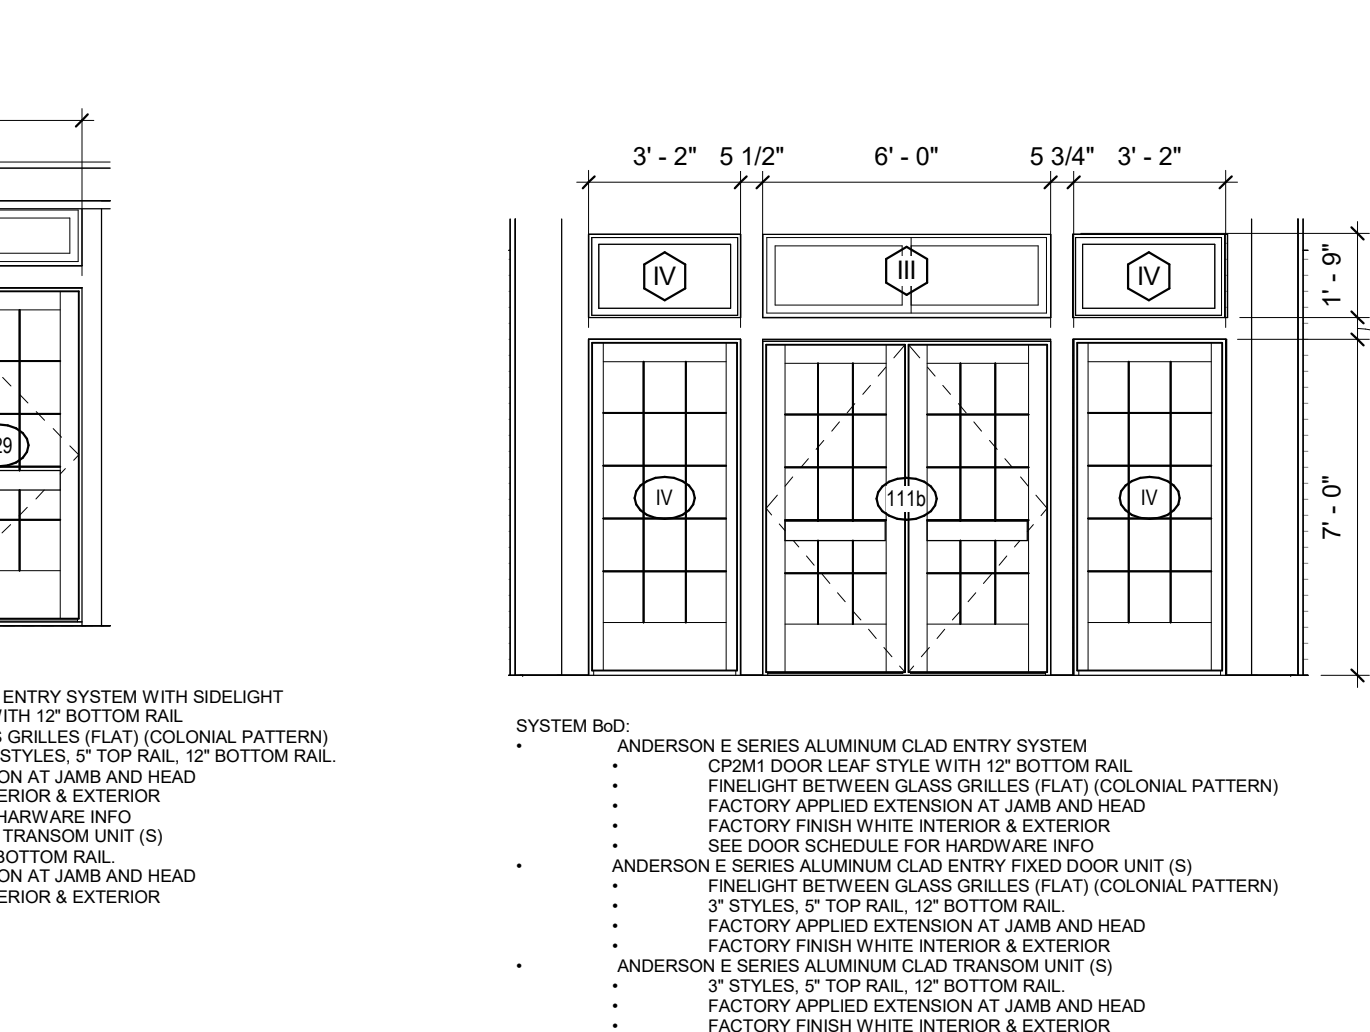 3' - 2" 5 1/2" 6' - 0" 5 3/4" 3' - 2"
IV III IV
1' - 9"
29
IV 111b IV
7' - 0"
ENTRY SYSTEM WITH SIDELIGHT
WITH 12" BOTTOM RAIL
S GRILLES (FLAT) (COLONIAL PATTERN)
STYLES, 5" TOP RAIL, 12" BOTTOM RAIL.
ON AT JAMB AND HEAD
ERIOR & EXTERIOR
HARWARE INFO
TRANSOM UNIT (S)
BOTTOM RAIL.
ON AT JAMB AND HEAD
ERIOR & EXTERIOR
SYSTEM BoD:
• ANDERSON E SERIES ALUMINUM CLAD ENTRY SYSTEM
• CP2M1 DOOR LEAF STYLE WITH 12" BOTTOM RAIL
• FINELIGHT BETWEEN GLASS GRILLES (FLAT) (COLONIAL PATTERN)
• FACTORY APPLIED EXTENSION AT JAMB AND HEAD
• FACTORY FINISH WHITE INTERIOR & EXTERIOR
• SEE DOOR SCHEDULE FOR HARDWARE INFO
• ANDERSON E SERIES ALUMINUM CLAD ENTRY FIXED DOOR UNIT (S)
• FINELIGHT BETWEEN GLASS GRILLES (FLAT) (COLONIAL PATTERN)
• 3" STYLES, 5" TOP RAIL, 12" BOTTOM RAIL.
• FACTORY APPLIED EXTENSION AT JAMB AND HEAD
• FACTORY FINISH WHITE INTERIOR & EXTERIOR
• ANDERSON E SERIES ALUMINUM CLAD TRANSOM UNIT (S)
• 3" STYLES, 5" TOP RAIL, 12" BOTTOM RAIL.
• FACTORY APPLIED EXTENSION AT JAMB AND HEAD
• FACTORY FINISH WHITE INTERIOR & EXTERIOR